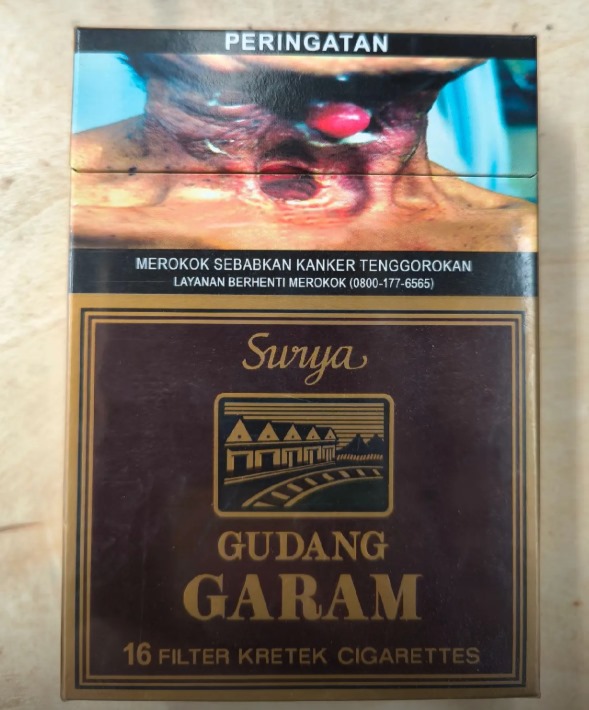 PERINGATAN
MEROKOK SEBABKAN KANKER TENGGOROKAN
LAYANAN BERHENTI MEROKOK (0800-177-6565)
Surya
GUDANG
GARAM
16 FILTER KRETEK CIGARETTES